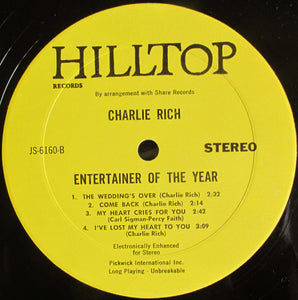 HILLTOP
RECORDS
By arrangement with Share Records
CHARLIE RICH
JS-6160-B
STEREO
ENTERTAINER OF THE YEAR
1. THE WEDDING'S OVER (Charlie Rich) 2:32
2. COME BACK (Charlie Rich) 2:24
3. MY HEART CRIES FOR YOU 2:42
(Carl Sigman-Percy Faith)
4. I'VE LOST MY HEART TO YOU 3:09
(Charlie Rich)
Electronically Enhanced
for Stereo
Pickwick International Inc.
Long Playing - Unbreakable